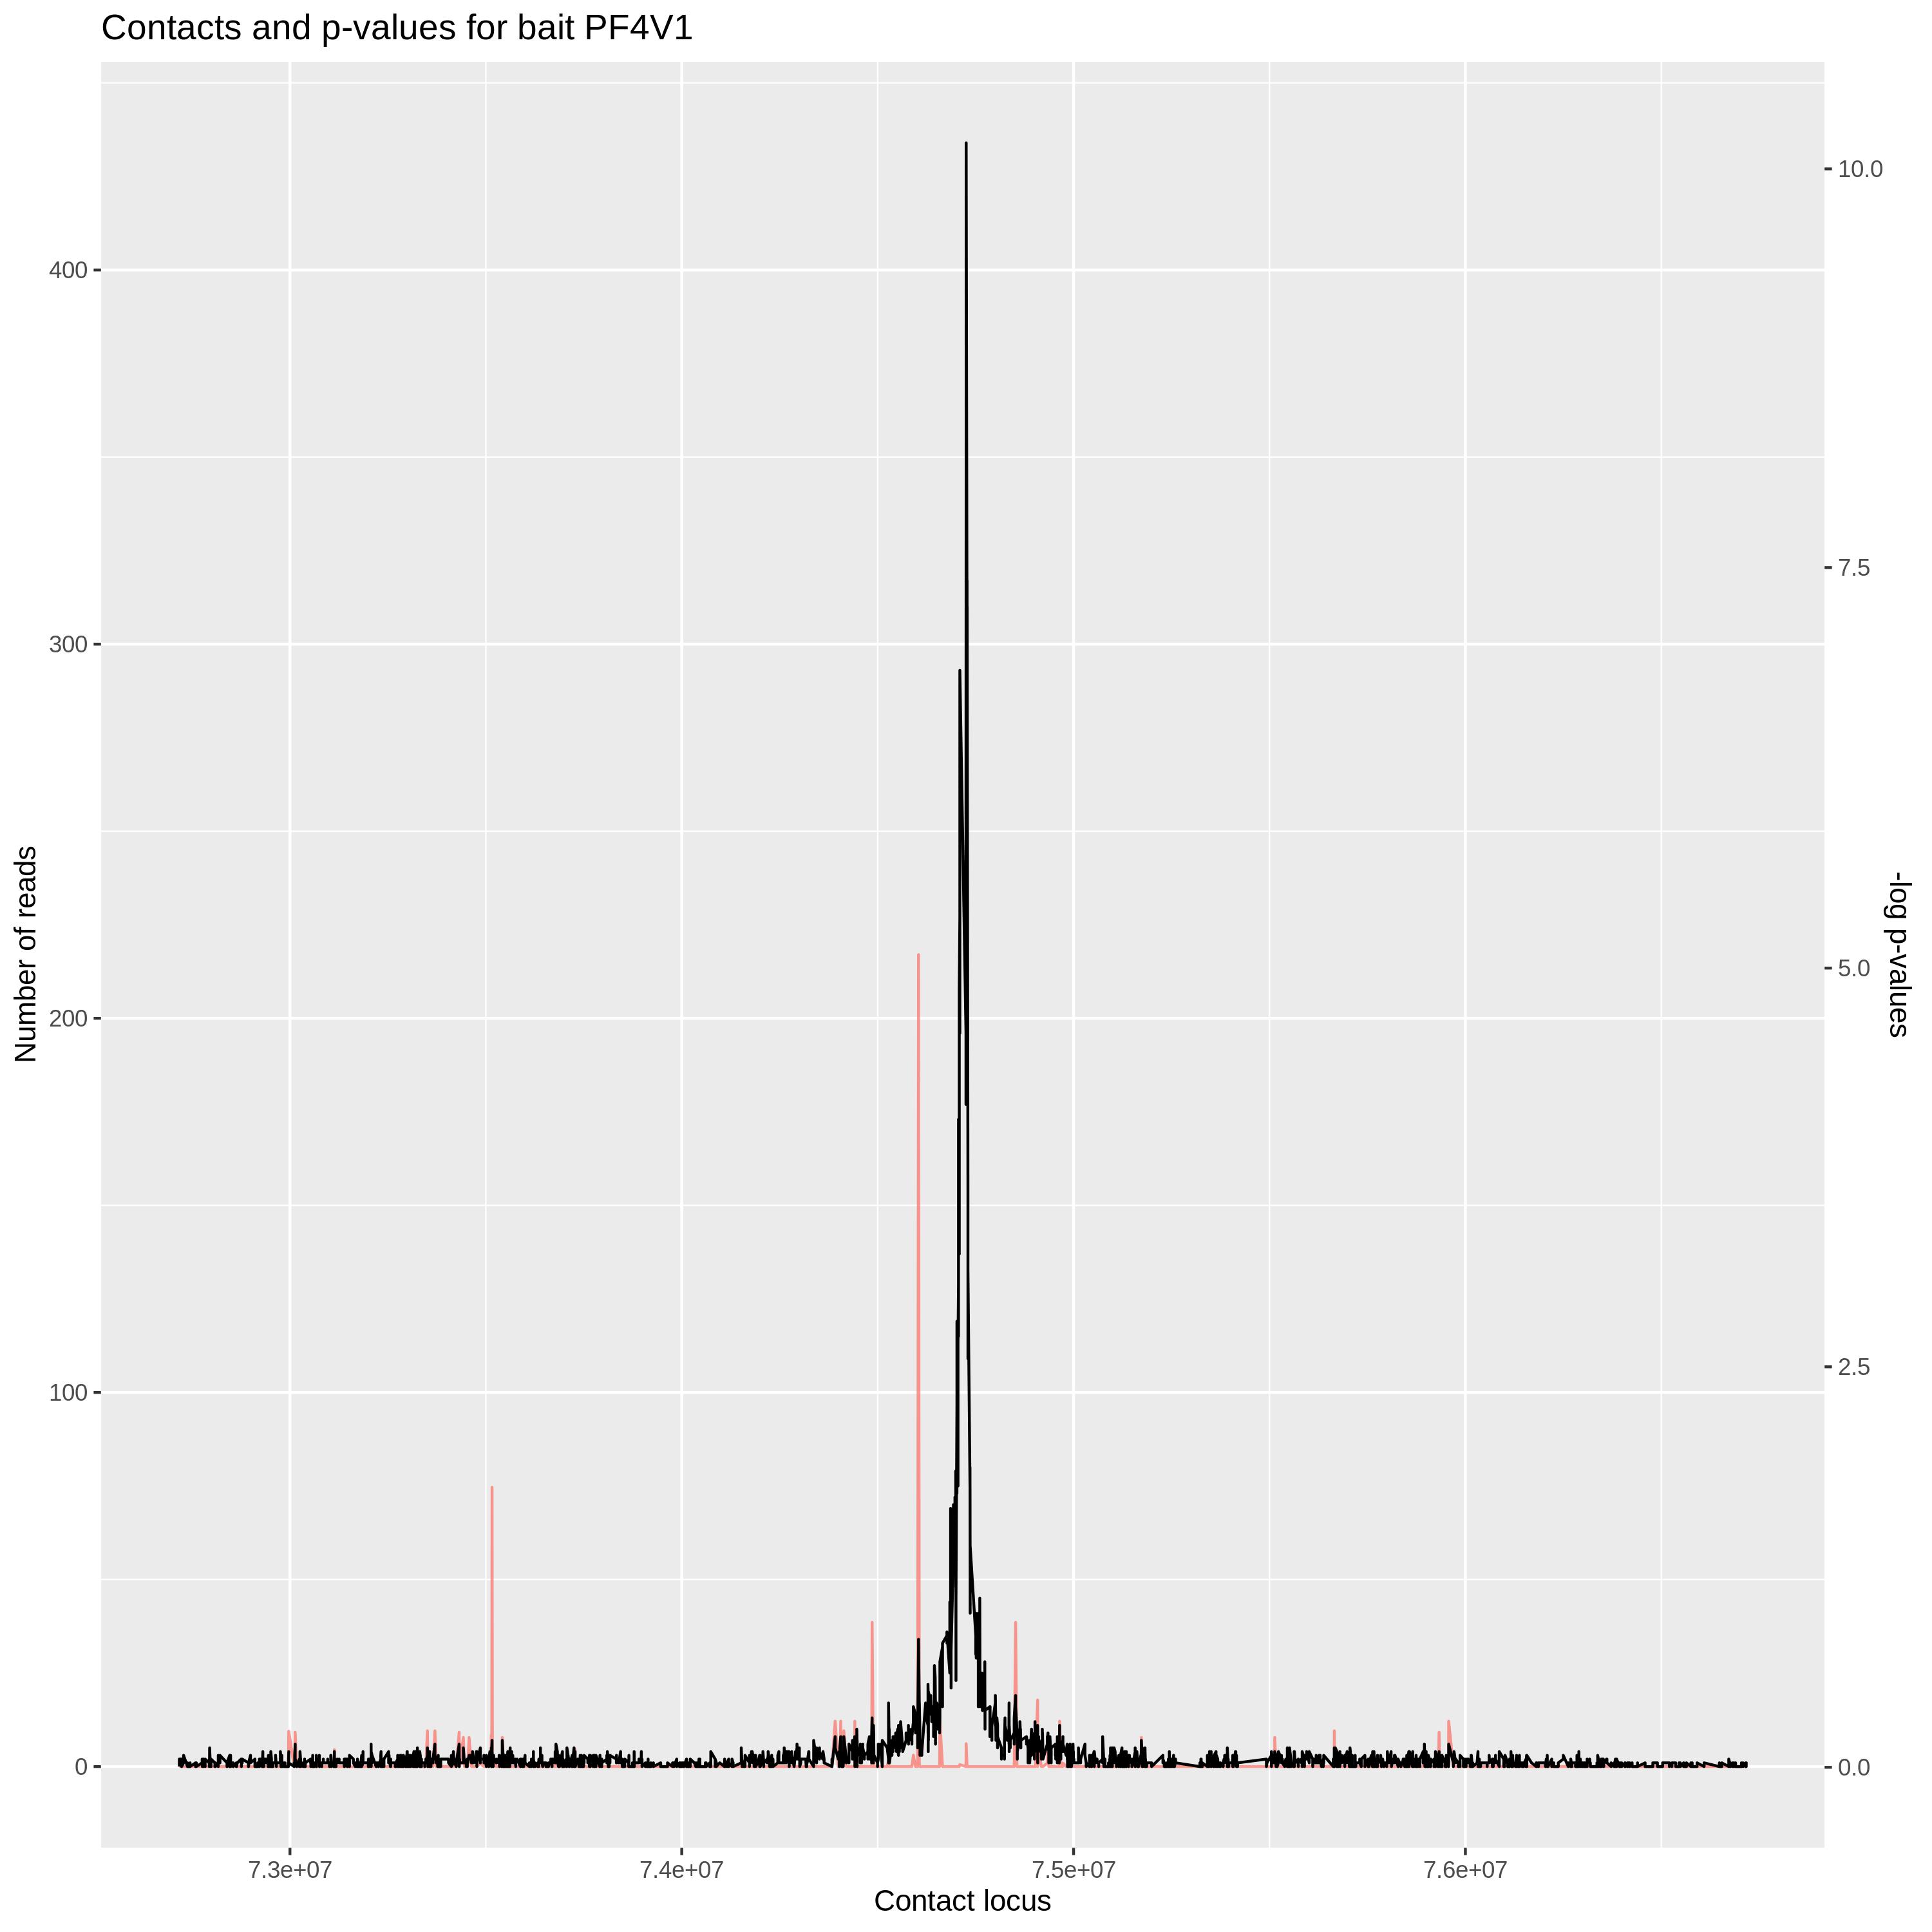 Contacts and p-values for bait PF4V1
400
300
200
100
0
Number of reads
10.0
7.5
5.0
2.5
0.0
-log p-values
7.3e+07 7.4e+07 7.5e+07 7.6e+07
Contact locus